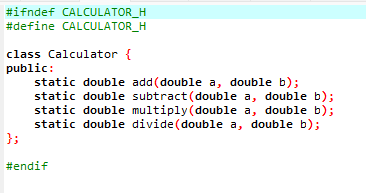 #ifndef CALCULATOR_H
#define CALCULATOR_H
class Calculator {
public:
static double add(double a, double b);
static double subtract(double a, double b);
static double multiply(double a, double b);
static double divide(double a, double b);
};
#endif